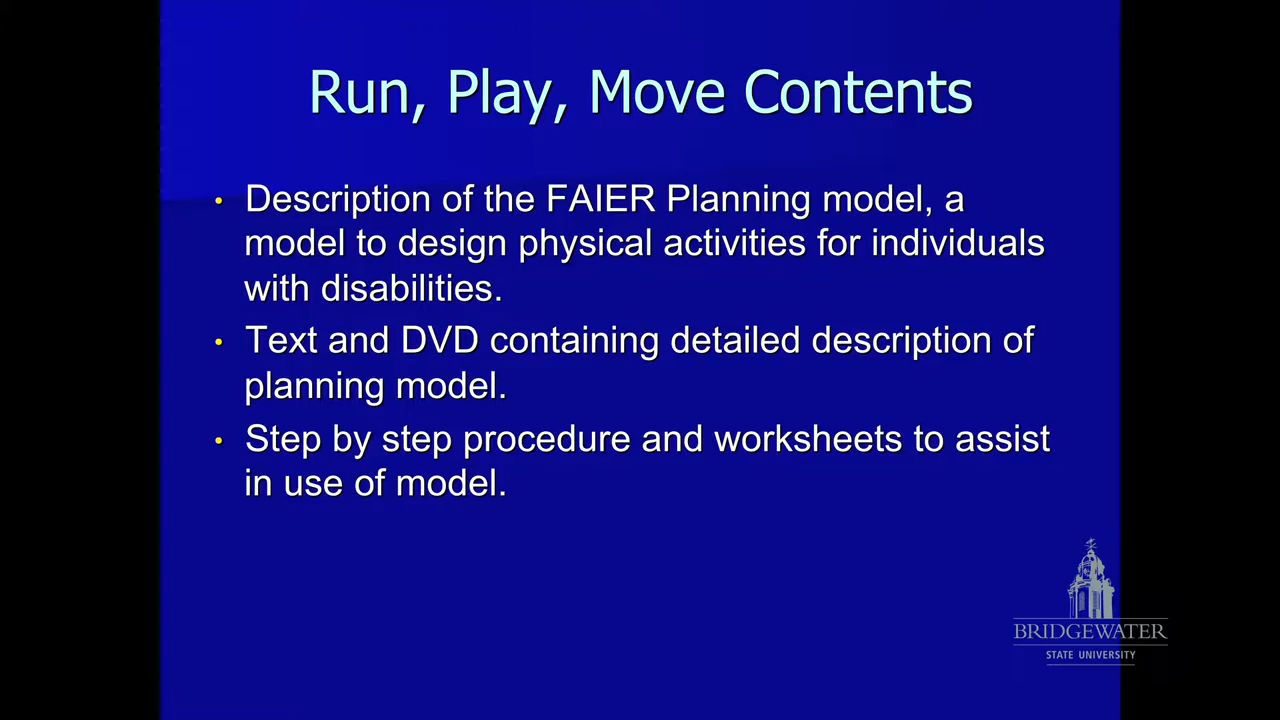 Run, Play, Move Contents
• Description of the FAIER Planning model, a
model to design physical activities for individuals
with disabilities.
• Text and DVD containing detailed description of
planning model.
• Step by step procedure and worksheets to assist
in use of model.
BRIDGEWATER
STATE UNIVERSITY